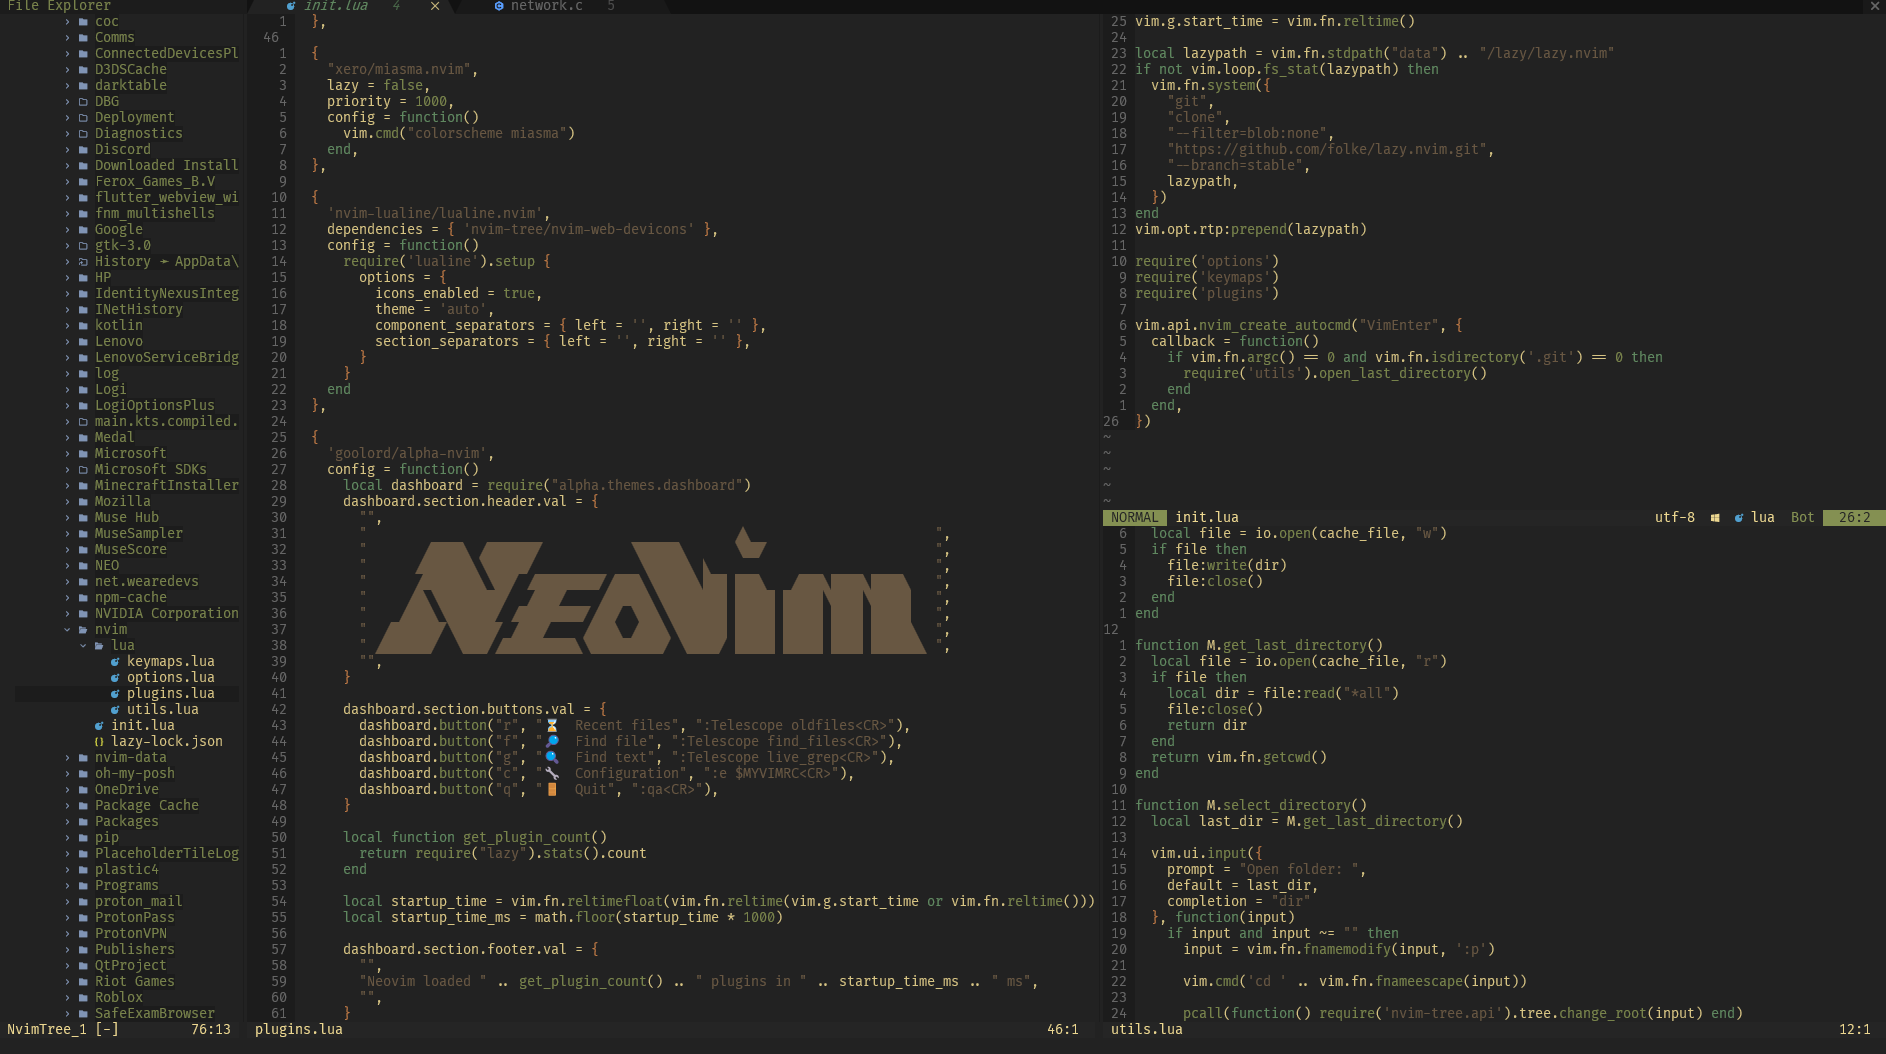 File Explorer
coc
Comms
ConnectedDevicesPl
D3DSCache
darktable
DBG
Deployment
Diagnostics
Discord
Downloaded Install
Ferox_Games_B.V
flutter_webview_wi
fnm_multishells
Google
gtk-3.0
History ➛ AppData\
HP
IdentityNexusInteg
INetHistory
kotlin
Lenovo
LenovoServiceBridg
log
Logi
LogiOptionsPlus
main.kts.compiled.
Medal
Microsoft
Microsoft SDKs
MinecraftInstaller
Mozilla
Muse Hub
MuseSampler
MuseScore
NEO
net.wearedevs
npm-cache
NVIDIA Corporation
nvim
lua
keymaps.lua
options.lua
plugins.lua
utils.lua
init.lua
{} lazy-lock.json
nvim-data
oh-my-posh
OneDrive
Package Cache
Packages
pip
PlaceholderTileLog
plastic4
Programs
proton_mail
ProtonPass
ProtonVPN
Publishers
QtProject
Riot Games
Roblox
SafeExamBrowser
NvimTree_1 [-] 76:13
init.lua 4 × network.c 5 ×
1 },
46
1 {
2 "xero/miasma.nvim",
3 lazy = false,
4 priority = 1000,
5 config = function()
6 vim.cmd("colorscheme miasma")
7 end,
8 },
9
10 {
11 'nvim-lualine/lualine.nvim',
12 dependencies = { 'nvim-tree/nvim-web-devicons' },
13 config = function()
14 require('lualine').setup {
15 options = {
16 icons_enabled = true,
17 theme = 'auto',
18 component_separators = { left = '', right = '' },
19 section_separators = { left = '', right = '' },
20 }
21 }
22 end
23 },
24
25 {
26 'goolord/alpha-nvim',
27 config = function()
28 local dashboard = require("alpha.themes.dashboard")
29 dashboard.section.header.val = {
30 "",
31 " ",
32 " ",
33 " ",
34 " ",
35 " ",
36 " ",
37 " ",
38 " ",
NEOVIM
39 "",
40 }
41
42 dashboard.section.buttons.val = {
43 dashboard.button("r", "⌛ Recent files", ":Telescope oldfiles<CR>"),
44 dashboard.button("f", "🔎 Find file", ":Telescope find_files<CR>"),
45 dashboard.button("g", "🔍 Find text", ":Telescope live_grep<CR>"),
46 dashboard.button("c", "🔧 Configuration", ":e $MYVIMRC<CR>"),
47 dashboard.button("q", "🚪 Quit", ":qa<CR>"),
48 }
49
50 local function get_plugin_count()
51 return require("lazy").stats().count
52 end
53
54 local startup_time = vim.fn.reltimefloat(vim.fn.reltime(vim.g.start_time or vim.fn.reltime()))
55 local startup_time_ms = math.floor(startup_time * 1000)
56
57 dashboard.section.footer.val = {
58 "",
59 "Neovim loaded " .. get_plugin_count() .. " plugins in " .. startup_time_ms .. " ms",
60 "",
61 }
plugins.lua 46:1
25 vim.g.start_time = vim.fn.reltime()
24
23 local lazypath = vim.fn.stdpath("data") .. "/lazy/lazy.nvim"
22 if not vim.loop.fs_stat(lazypath) then
21 vim.fn.system({
20 "git",
19 "clone",
18 "--filter=blob:none",
17 "https://github.com/folke/lazy.nvim.git",
16 "--branch=stable",
15 lazypath,
14 })
13 end
12 vim.opt.rtp:prepend(lazypath)
11
10 require('options')
9 require('keymaps')
8 require('plugins')
7
6 vim.api.nvim_create_autocmd("VimEnter", {
5 callback = function()
4 if vim.fn.argc() == 0 and vim.fn.isdirectory('.git') == 0 then
3 require('utils').open_last_directory()
2 end
1 end,
26 })
~
~
~
~
~
NORMAL init.lua utf-8 lua Bot 26:2
6 local file = io.open(cache_file, "w")
5 if file then
4 file:write(dir)
3 file:close()
2 end
1 end
12
1 function M.get_last_directory()
2 local file = io.open(cache_file, "r")
3 if file then
4 local dir = file:read("*all")
5 file:close()
6 return dir
7 end
8 return vim.fn.getcwd()
9 end
10
11 function M.select_directory()
12 local last_dir = M.get_last_directory()
13
14 vim.ui.input({
15 prompt = "Open folder: ",
16 default = last_dir,
17 completion = "dir"
18 }, function(input)
19 if input and input ~= "" then
20 input = vim.fn.fnamemodify(input, ':p')
21
22 vim.cmd('cd ' .. vim.fn.fnameescape(input))
23
24 pcall(function() require('nvim-tree.api').tree.change_root(input) end)
utils.lua 12:1